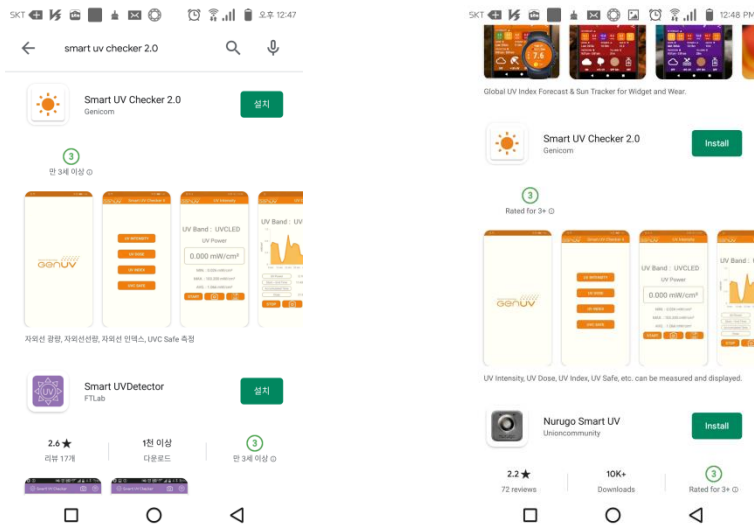 SKT 오후 12:47
smart uv checker 2.0
Smart UV Checker 2.0
Genicom
설치
3
만 3세 이상
GenUV
UV INTENSITY
UV DOSE
UV INDEX
UVC SAFE
UV Band : UVCLED
UV Power
0.000 mW/cm²
START
UV Band : UV
STOP
자외선 광량, 자외선선량, 자외선 인덱스, UVC Safe 측정
Smart UVDetector
FTLab
설치
2.6★
리뷰 17개
1천 이상
다운로드
3
만 3세 이상
SKT 12:48 PM
7.6
Global UV Index Forecast & Sun Tracker for Widget and Wear.
Smart UV Checker 2.0
Genicom
Install
3
Rated for 3+
GenUV
UV INTENSITY
UV DOSE
UV INDEX
UVC SAFE
UV Band : UVCLED
UV Power
0.000 mW/cm²
START
UV Band :
STOP
UV Intensity, UV Dose, UV Index, UV Safe, etc. can be measured and displayed.
Nurugo Smart UV
Unioncommunity
Install
2.2★
72 reviews
10K+
Downloads
3
Rated for 3+